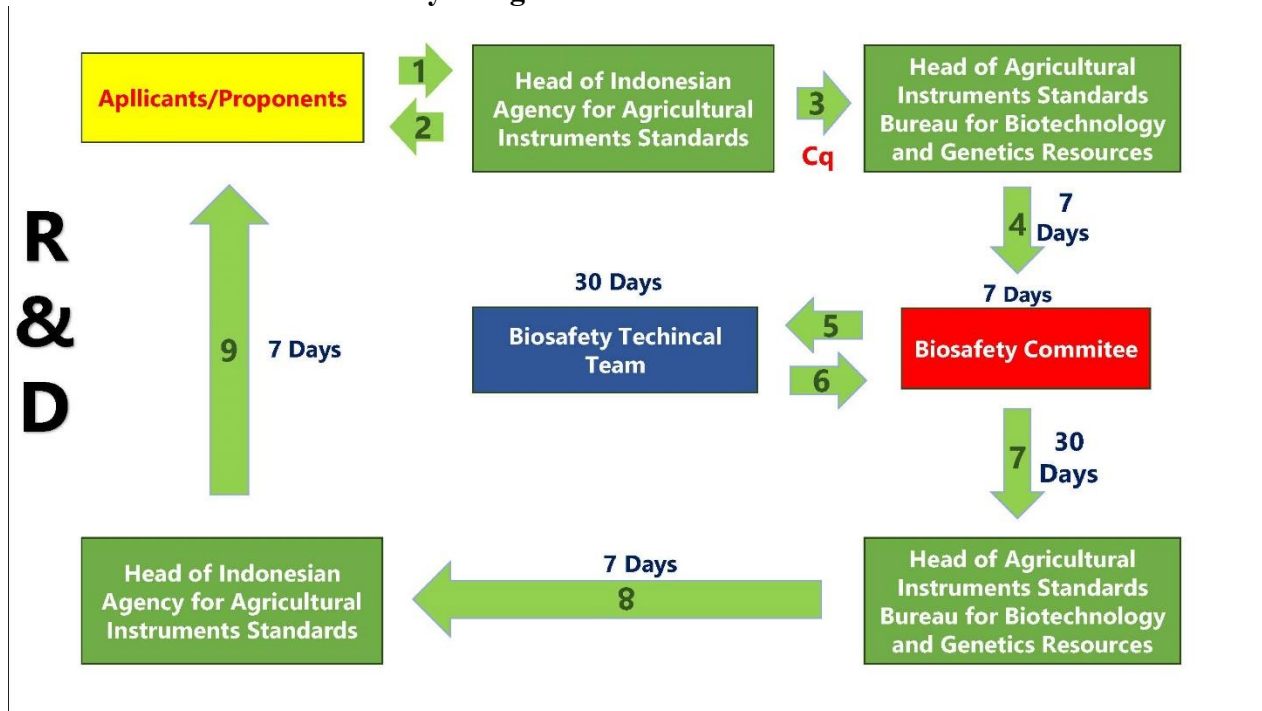 Apllicants/Proponents
1
2
Head of Indonesian
Agency for Agricultural
Instruments Standards
3
Cq
Head of Agricultural
Instruments Standards
Bureau for Biotechnology
and Genetics Resources
4
7
Days
R
&
D
9
7 Days
30 Days
Biosafety Techincal
Team
5
6
7 Days
Biosafety Commitee
7
30
Days
Head of Indonesian
Agency for Agricultural
Instruments Standards
7 Days
8
Head of Agricultural
Instruments Standards
Bureau for Biotechnology
and Genetics Resources